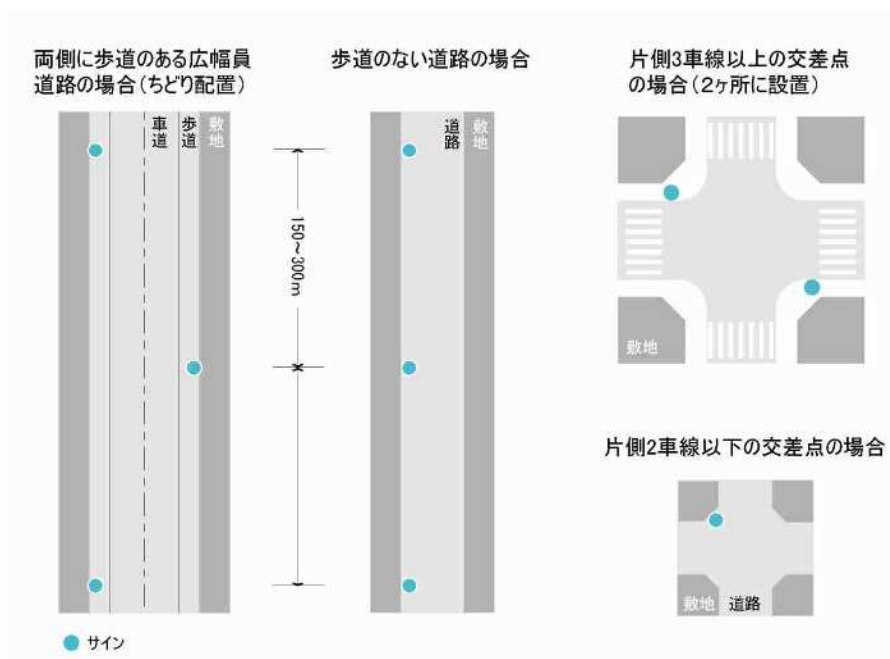 両側に歩道のある広幅員
道路の場合(ちどり配置)
車道
歩道
敷地
150～300m
サイン
歩道のない道路の場合
道路
敷地
片側3車線以上の交差点
の場合(2ヶ所に設置)
敷地
片側2車線以下の交差点の場合
敷地
道路